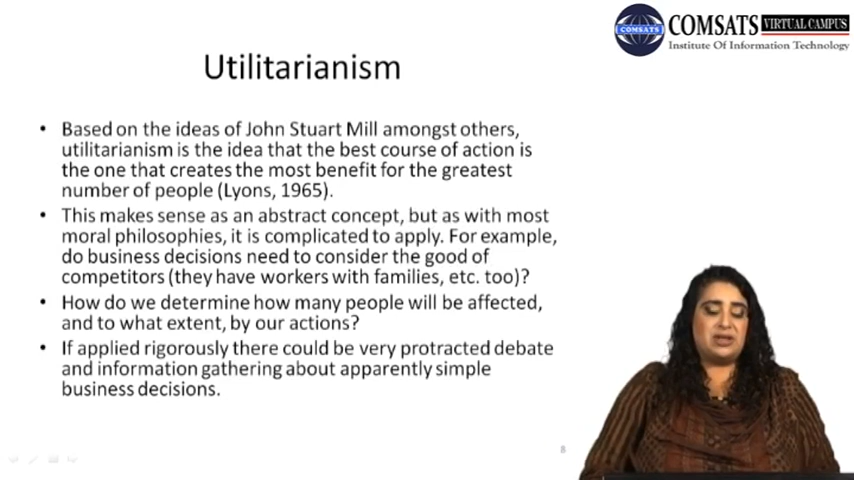 COMSATS VIRTUAL CAMPUS
COMSATS
Institute Of Information Technology
Utilitarianism
• Based on the ideas of John Stuart Mill amongst others,
utilitarianism is the idea that the best course of action is
the one that creates the most benefit for the greatest
number of people (Lyons, 1965).
• This makes sense as an abstract concept, but as with most
moral philosophies, it is complicated to apply. For example,
do business decisions need to consider the good of
competitors (they have workers with families, etc. too)?
• How do we determine how many people will be affected,
and to what extent, by our actions?
• If applied rigorously there could be very protracted debate
and information gathering about apparently simple
business decisions.
8